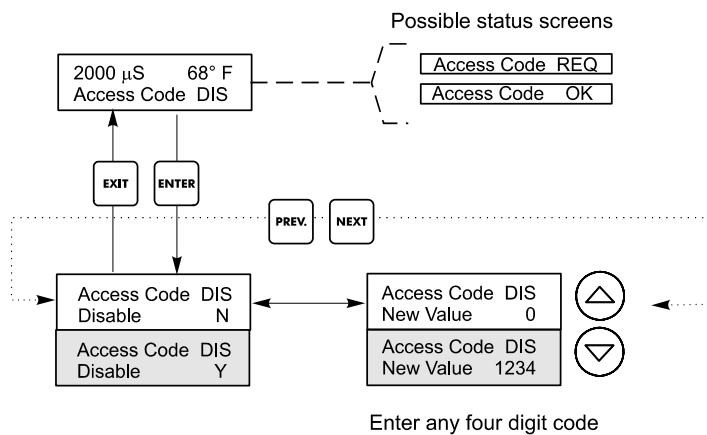 Possible status screens
2000 μS 68° F
Access Code DIS
Access Code REQ
Access Code OK
EXIT
ENTER
PREV.
NEXT
Access Code DIS
Disable N
Access Code DIS
Disable Y
Access Code DIS
New Value 0
Access Code DIS
New Value 1234
Enter any four digit code